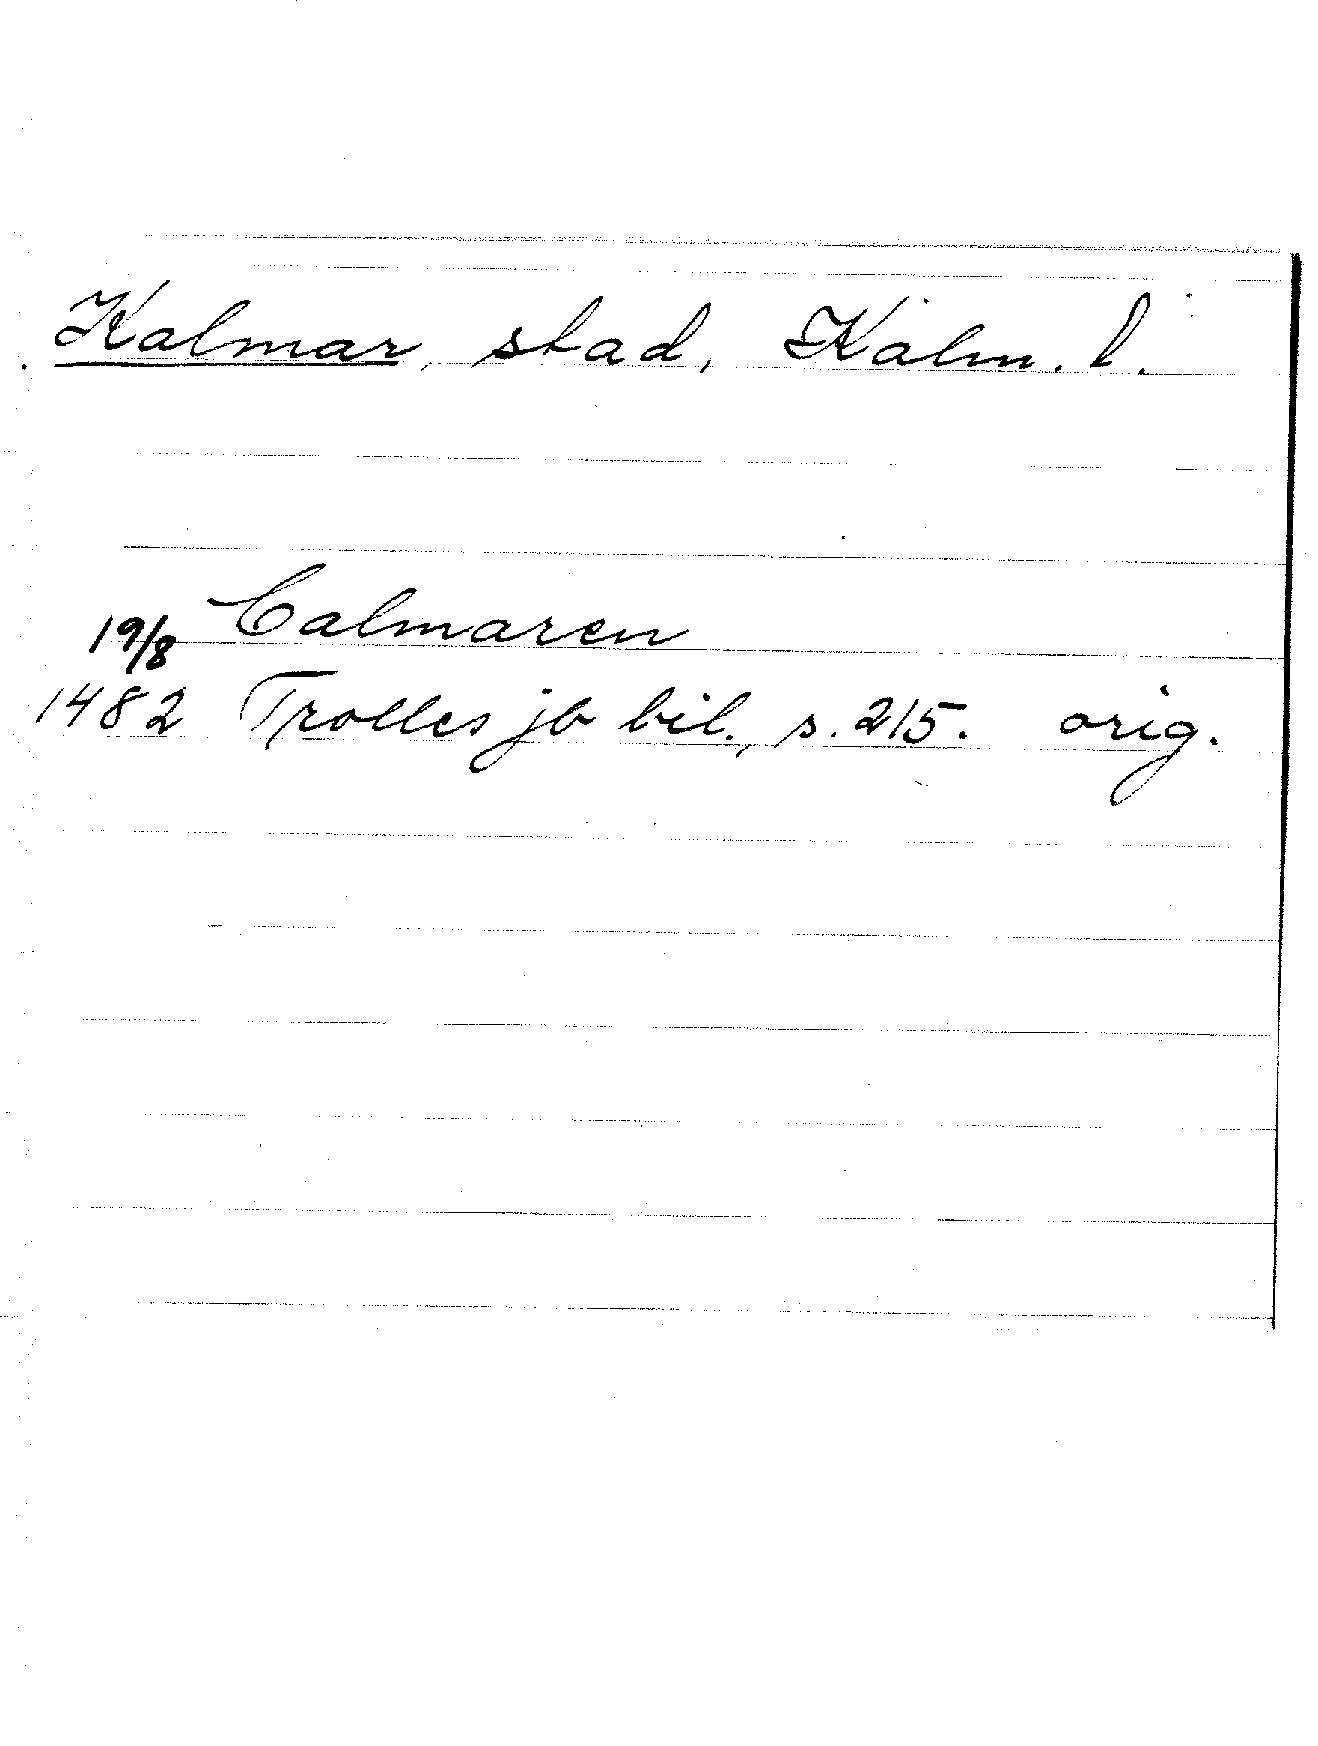 Kalmar, stad, Kalm. l.
19/8 Calmaren
1482 Trolles jb bil., s. 215. orig.